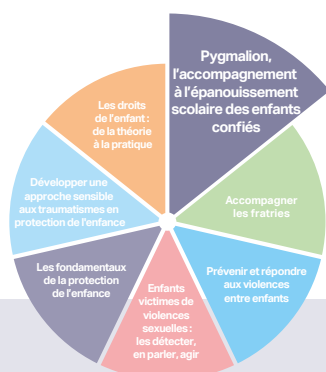 Pygmalion,
l'accompagnement
à l'épanouissement
scolaire des enfants
confiés
Accompagner
les fratries
Prévenir et répondre
aux violences
entre enfants
Enfants
victimes de
violences
sexuelles :
les détecter,
en parler, agir
Les fondamentaux
de la protection
de l'enfance
Développer une
approche sensible
aux traumatismes en
protection de l'enfance
Les droits
de l'enfant :
de la théorie
à la pratique